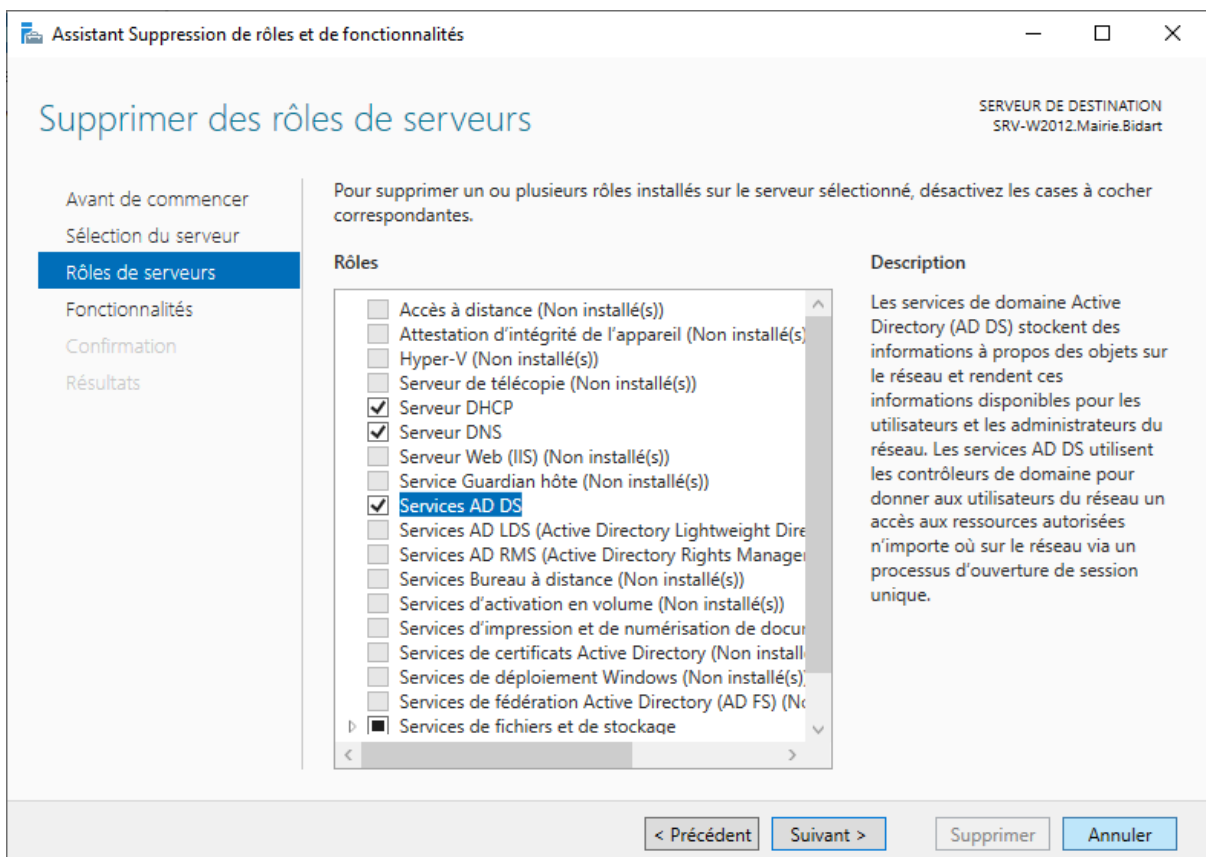 Assistant Suppression de rôles et de fonctionnalités
Supprimer des rôles de serveurs
SERVEUR DE DESTINATION
SRV-W2012.Mairie.Bidart
Avant de commencer
Sélection du serveur
Rôles de serveurs
Fonctionnalités
Confirmation
Résultats
Pour supprimer un ou plusieurs rôles installés sur le serveur sélectionné, désactivez les cases à cocher
correspondantes.
Rôles
Accès à distance (Non installé(s))
Attestation d’intégrité de l’appareil (Non installé(s)
Hyper-V (Non installé(s))
Serveur de télécopie (Non installé(s))
Serveur DHCP
Serveur DNS
Serveur Web (IIS) (Non installé(s))
Service Guardian hôte (Non installé(s))
Services AD DS
Services AD LDS (Active Directory Lightweight Dire
Services AD RMS (Active Directory Rights Manager
Services Bureau à distance (Non installé(s))
Services d’activation en volume (Non installé(s))
Services d’impression et de numérisation de docur
Services de certificats Active Directory (Non install
Services de déploiement Windows (Non installé(s)
Services de fédération Active Directory (AD FS) (No
Services de fichiers et de stockage
Description
Les services de domaine Active
Directory (AD DS) stockent des
informations à propos des objets sur
le réseau et rendent ces
informations disponibles pour les
utilisateurs et les administrateurs du
réseau. Les services AD DS utilisent
les contrôleurs de domaine pour
donner aux utilisateurs du réseau un
accès aux ressources autorisées
n’importe où sur le réseau via un
processus d’ouverture de session
unique.
< Précédent
Suivant >
Supprimer
Annuler